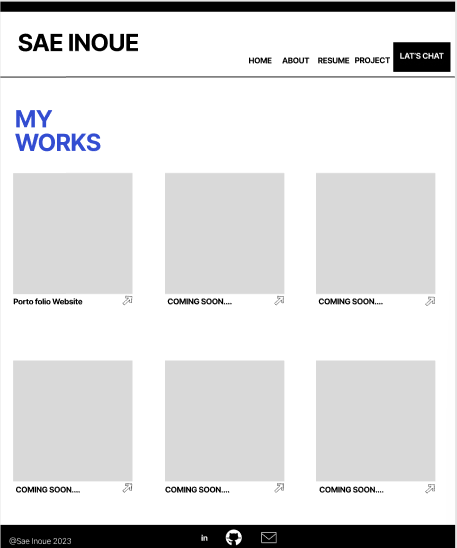 SAE INOUE
HOME ABOUT RESUME PROJECT LAT'S CHAT
MY
WORKS
Porto folio Website COMING SOON.... COMING SOON....
COMING SOON.... COMING SOON.... COMING SOON....
@Sae Inoue 2023 in